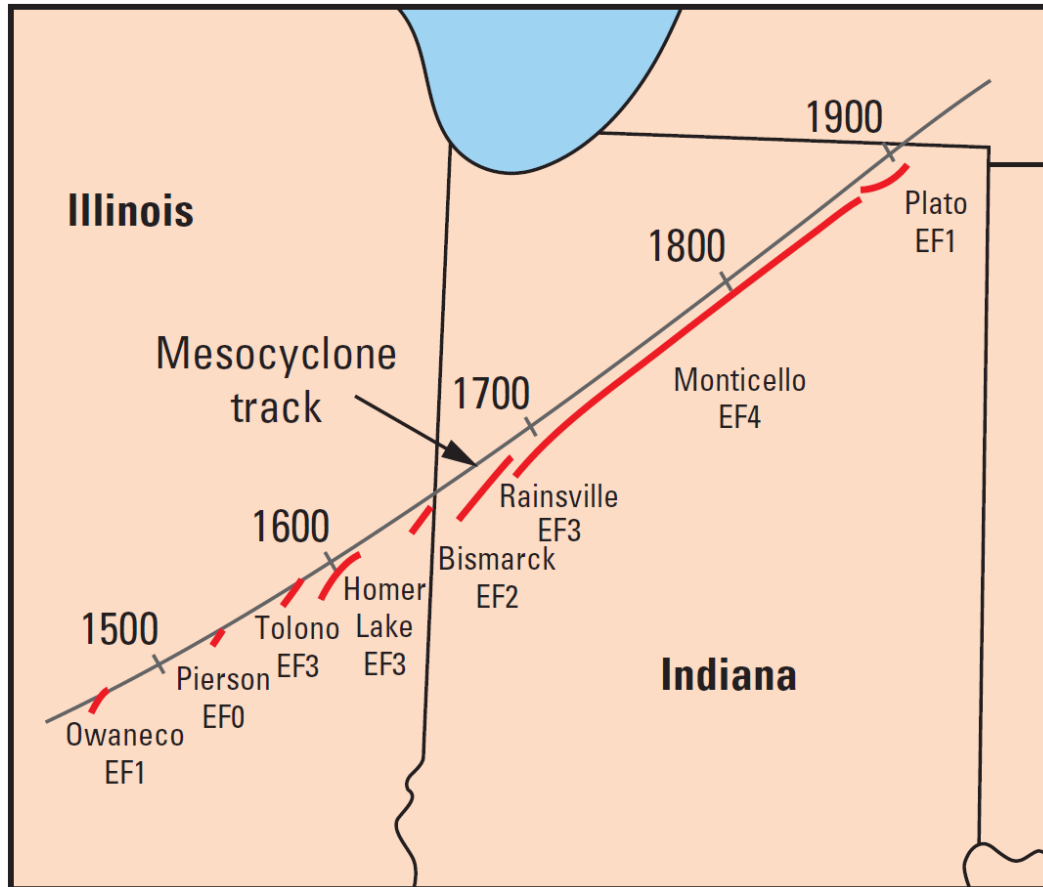 1900
Illinois
Plato
EF1
1800
Mesocyclone
track
Monticello
EF4
1700
Rainsville
EF3
1600
Bismarck
EF2
Homer
Lake
EF3
1500
Tolono
EF3
Pierson
EF0
Indiana
Owaneco
EF1